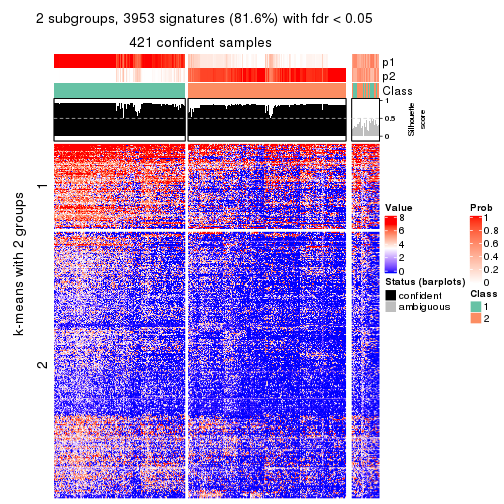 2 subgroups, 3953 signatures (81.6%) with fdr < 0.05
421 confident samples
p1
p2
Class
1
0.5
0
Silhouette
score
k-means with 2 groups
1
2
Value
8
6
4
2
0
Status (barplots)
confident
ambiguous
Prob
1
0.8
0.6
0.4
0.2
0
Class
1
2